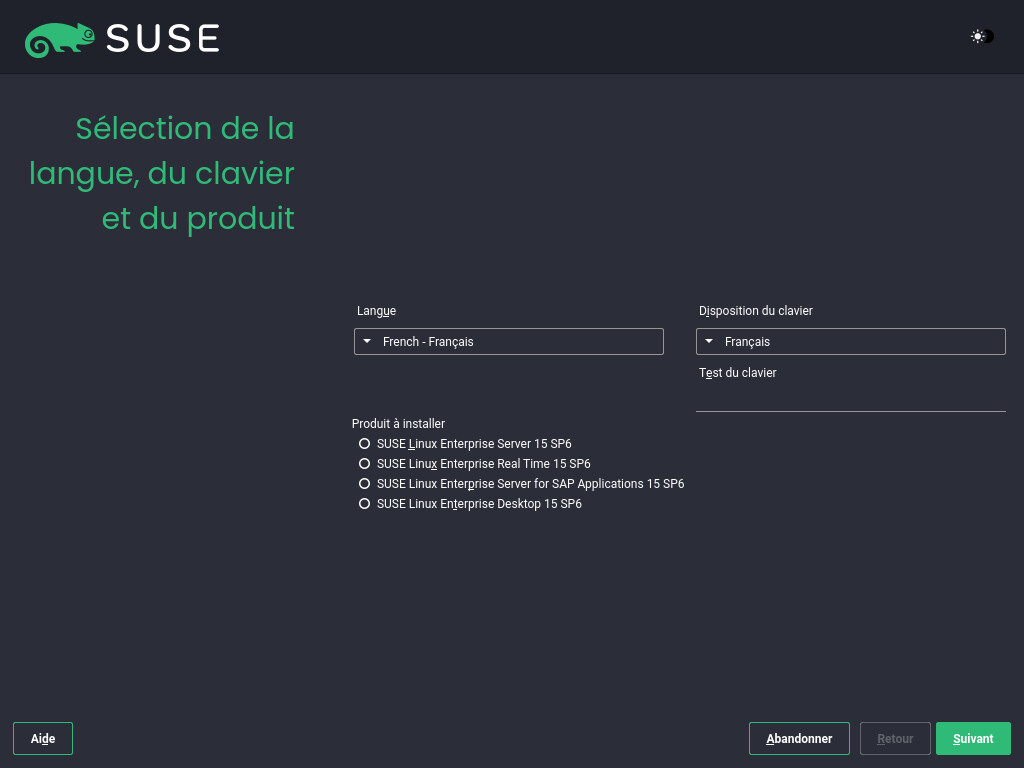 SUSE
Sélection de la
langue, du clavier
et du produit
Langue
Disposition du clavier
French - Français
Français
Test du clavier
Produit à installer
SUSE Linux Enterprise Server 15 SP6
SUSE Linux Enterprise Real Time 15 SP6
SUSE Linux Enterprise Server for SAP Applications 15 SP6
SUSE Linux Enterprise Desktop 15 SP6
Aide
Abandonner
Retour
Suivant